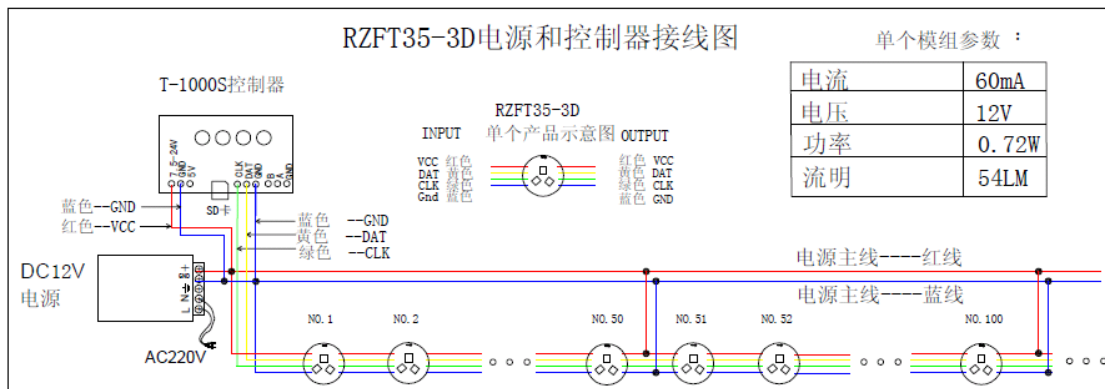 RZFT35-3D电源和控制器接线图
单个模组参数 :
电流 60mA
电压 12V
功率 0.72W
流明 54LM
T-1000S控制器
7.5-24V
GND
5V
SD卡
CLK
DAT
GND
B
A
GND
RZFT35-3D
单个产品示意图
INPUT
OUTPUT
VCC 红色
DAT 黄色
CLK 绿色
Gnd 蓝色
红色 VCC
黄色 DAT
绿色 CLK
蓝色 GND
蓝色--GND
红色--VCC
蓝色 --GND
黄色 --DAT
绿色 --CLK
DC12V
电源
L N
AC220V
电源主线----红线
电源主线----蓝线
NO.1
NO.2
NO.50
NO.51
NO.52
NO.100